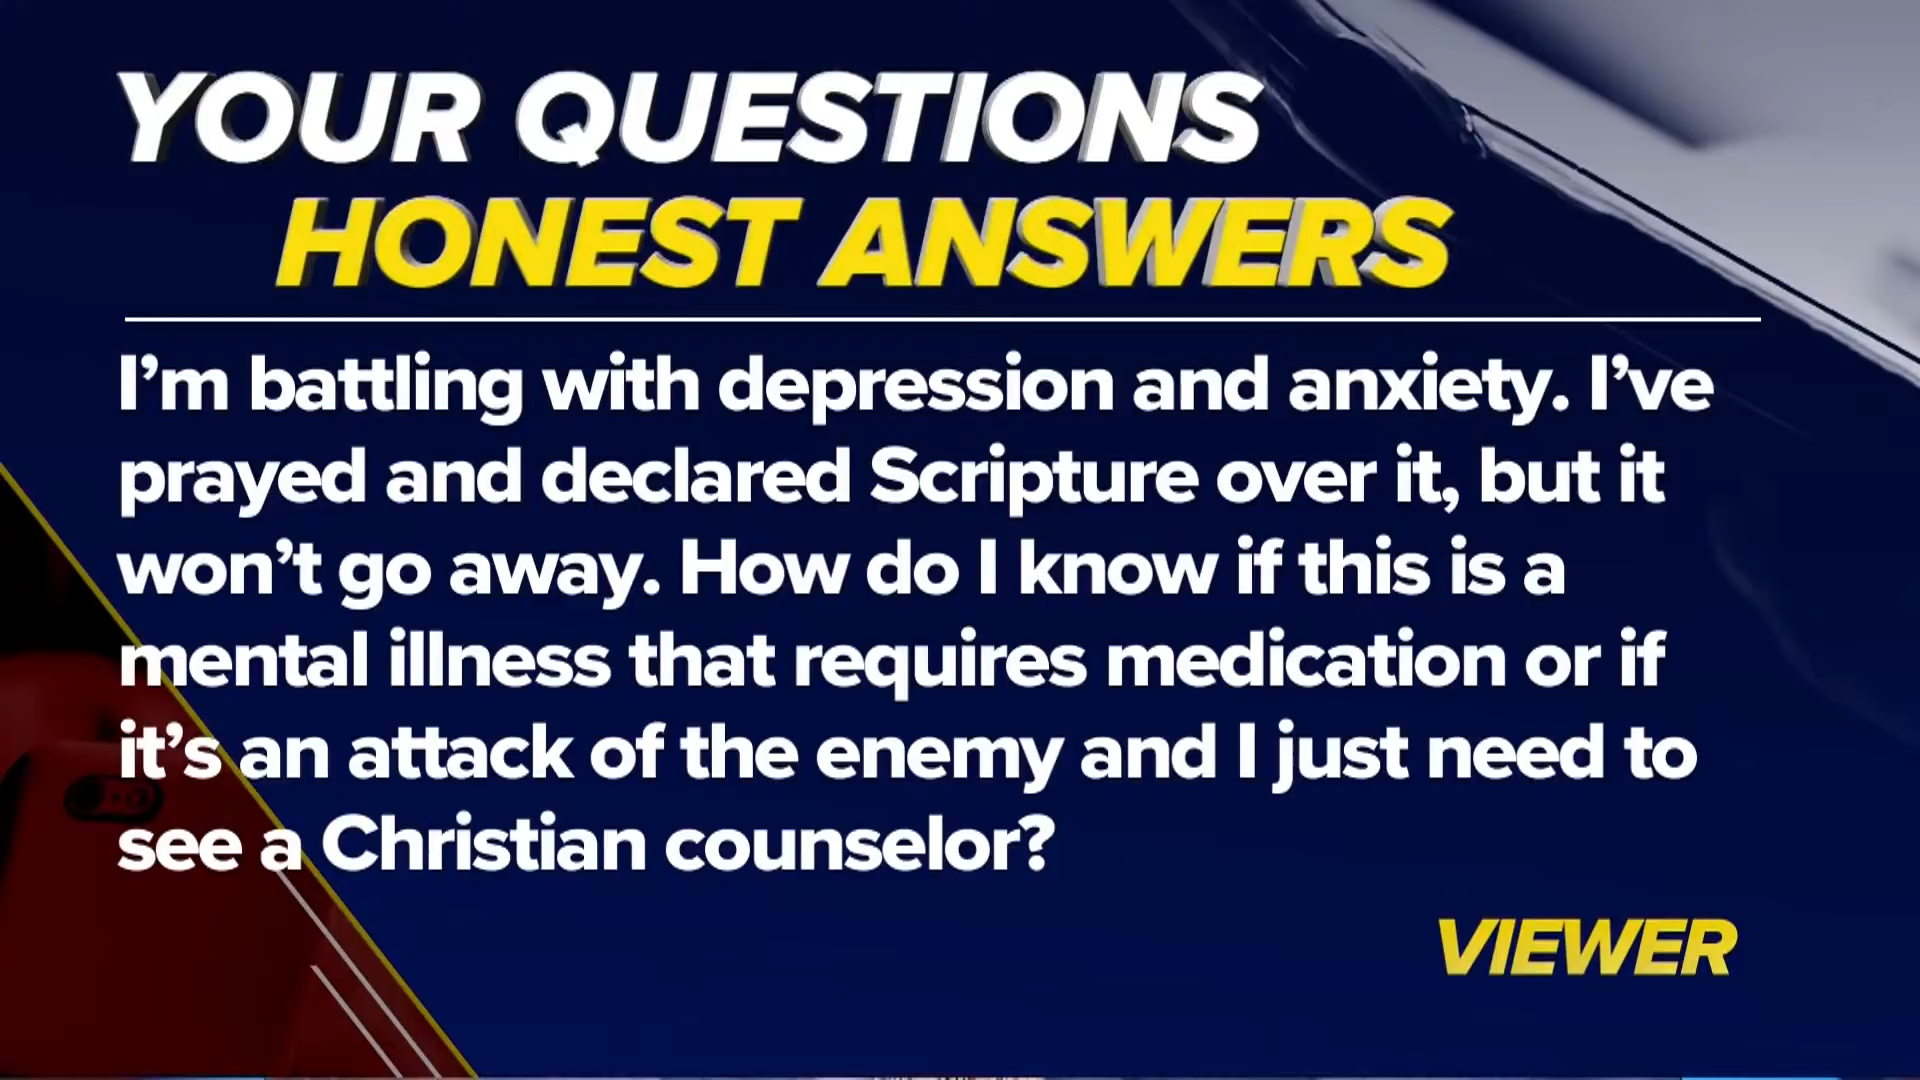 YOUR QUESTIONS
HONEST ANSWERS
I’m battling with depression and anxiety. I’ve
prayed and declared Scripture over it, but it
won’t go away. How do I know if this is a
mental illness that requires medication or if
it’s an attack of the enemy and I just need to
see a Christian counselor?
VIEWER